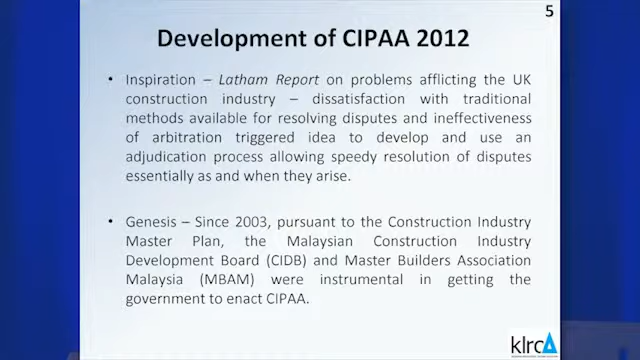 5
Development of CIPAA 2012
• Inspiration – Latham Report on problems afflicting the UK
construction industry – dissatisfaction with traditional
methods available for resolving disputes and ineffectiveness
of arbitration triggered idea to develop and use an
adjudication process allowing speedy resolution of disputes
essentially as and when they arise.
• Genesis – Since 2003, pursuant to the Construction Industry
Master Plan, the Malaysian Construction Industry
Development Board (CIDB) and Master Builders Association
Malaysia (MBAM) were instrumental in getting the
government to enact CIPAA.
klrcA